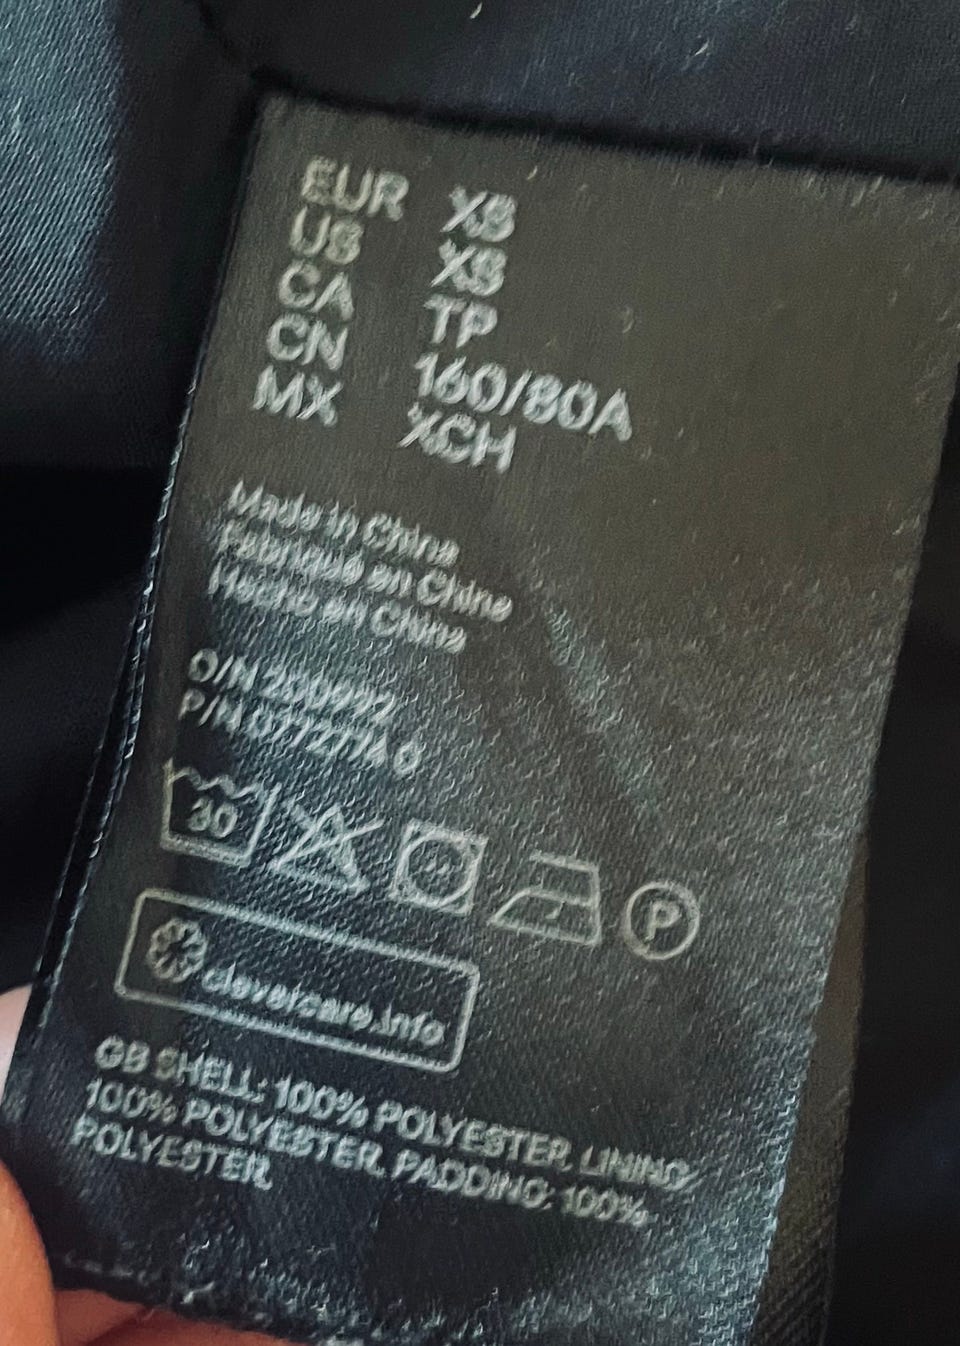 EUR XS
US XS
CA TP
CN 160/80A
MX XCH
Made in China
Fabriqué en Chine
Hecho en China
O/N 200992
P/N
30
P
clevercare.info
GB SHELL: 100% POLYESTER, LINING:
100% POLYESTER, PADDING: 100%
POLYESTER,